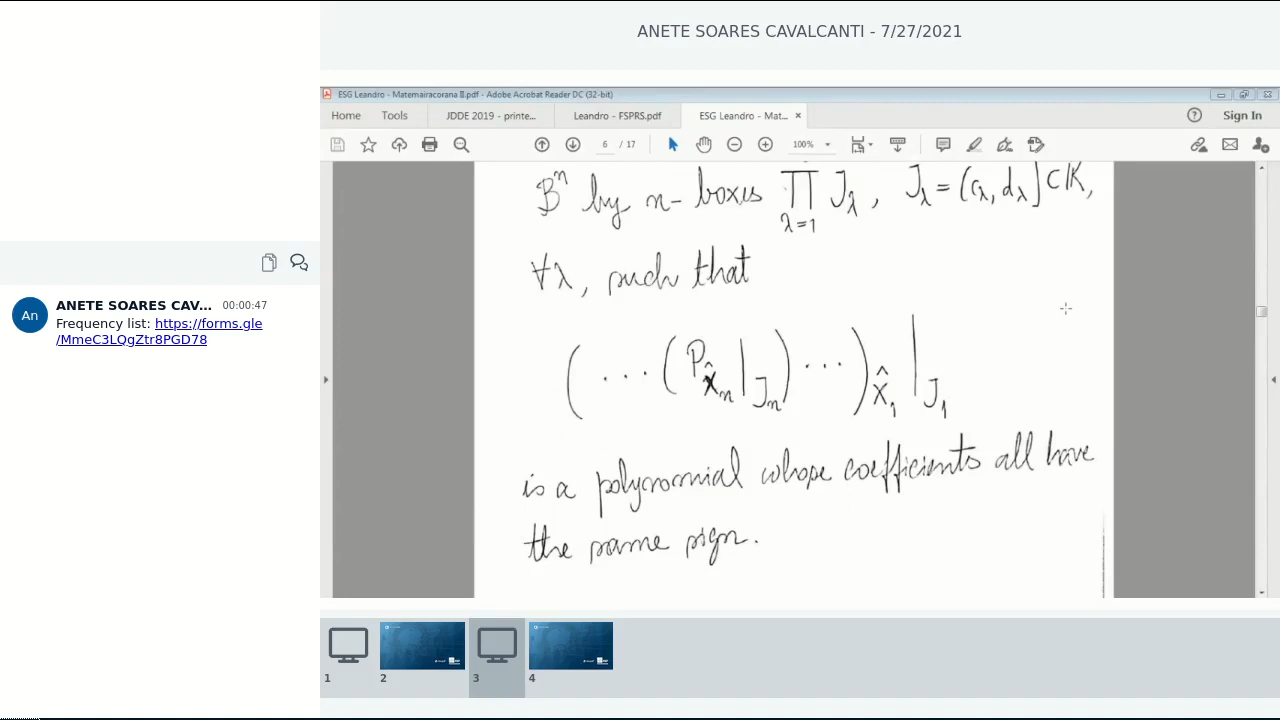 ANETE SOARES CAVALCANTI - 7/27/2021
ESG Leandro - Matemairacorana II.pdf - Adobe Acrobat Reader DC (32-bit)
Home Tools JDDE 2019 - printe... Leandro - FSPRS.pdf ESG Leandro - Mat... × Sign In
6 / 17 100%
B^n by n-boxes ∏_{λ=1} J_λ, J_λ = (c_λ, d_λ] ⊂ K,
∀λ, such that
( ... ( P_{x̂_n} |_{J_n} ) ... )_{x̂_1} |_{J_1}
is a polynomial whose coefficients all have
the same sign.
An
ANETE SOARES CAV... 00:00:47
Frequency list: https://forms.gle
/MmeC3LQgZtr8PGD78
1 2 3 4